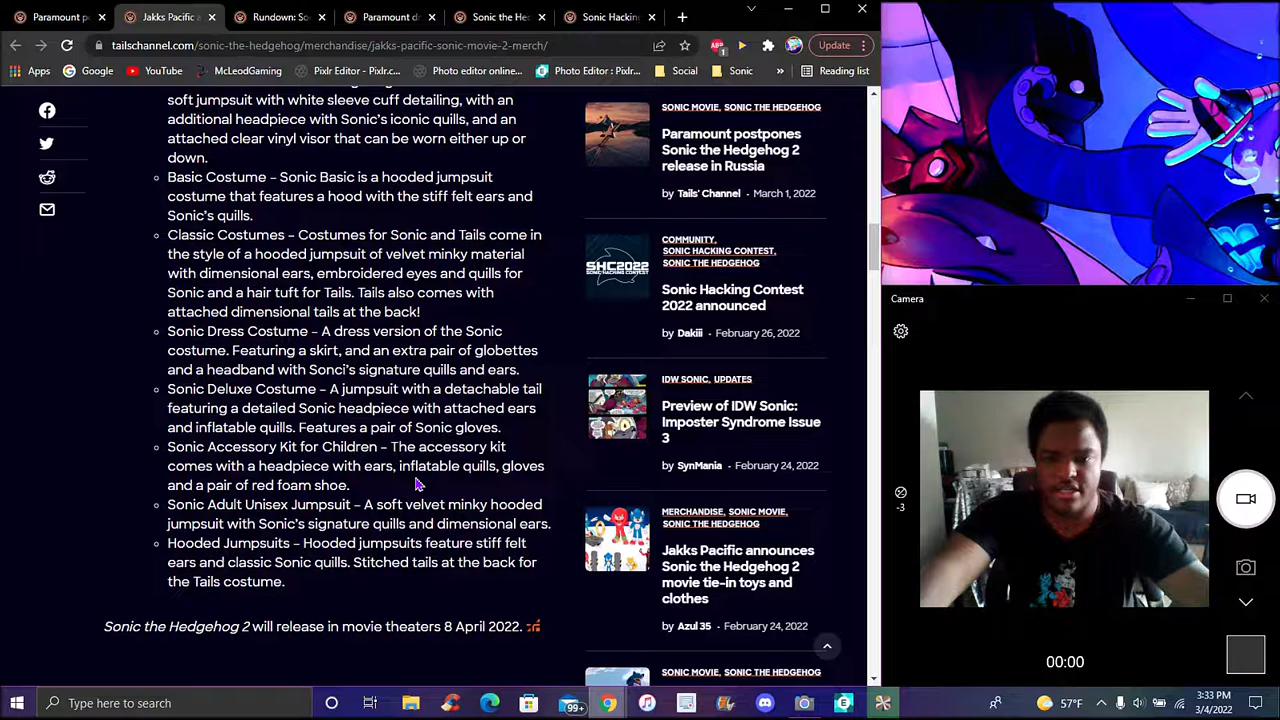 Paramount po
Jakks Pacific a
Rundown: So
Paramount d
Sonic the He
Sonic Hacking
tailschannel.com/sonic-the-hedgehog/merchandise/jakks-pacific-sonic-movie-2-merch/
1
Update
Apps
Google
YouTube
McLeodGaming
Pixlr Editor - Pixlr.c...
Photo editor online...
Photo Editor : Pixlr...
Social
Sonic
»
Reading list
soft jumpsuit with white sleeve cuff detailing, with an
additional headpiece with Sonic's iconic quills, and an
attached clear vinyl visor that can be worn either up or
down.
Basic Costume – Sonic Basic is a hooded jumpsuit
costume that features a hood with the stiff felt ears and
Sonic's quills.
Classic Costumes – Costumes for Sonic and Tails come in
the style of a hooded jumpsuit of velvet minky material
with dimensional ears, embroidered eyes and quills for
Sonic and a hair tuft for Tails. Tails also comes with
attached dimensional tails at the back!
Sonic Dress Costume – A dress version of the Sonic
costume. Featuring a skirt, and an extra pair of globettes
and a headband with Sonci's signature quills and ears.
Sonic Deluxe Costume – A jumpsuit with a detachable tail
featuring a detailed Sonic headpiece with attached ears
and inflatable quills. Features a pair of Sonic gloves.
Sonic Accessory Kit for Children – The accessory kit
comes with a headpiece with ears, inflatable quills, gloves
and a pair of red foam shoe.
Sonic Adult Unisex Jumpsuit – A soft velvet minky hooded
jumpsuit with Sonic's signature quills and dimensional ears.
Hooded Jumpsuits – Hooded jumpsuits feature stiff felt
ears and classic Sonic quills. Stitched tails at the back for
the Tails costume.
Sonic the Hedgehog 2 will release in movie theaters 8 April 2022.
SONIC MOVIE, SONIC THE HEDGEHOG
Paramount postpones
Sonic the Hedgehog 2
release in Russia
by Tails' Channel • March 1, 2022
SHC2022
COMMUNITY,
SONIC HACKING CONTEST,
SONIC THE HEDGEHOG
Sonic Hacking Contest
2022 announced
by Dakiii • February 26, 2022
IDW SONIC, UPDATES
Preview of IDW Sonic:
Imposter Syndrome Issue
3
by SynMania • February 24, 2022
MERCHANDISE, SONIC MOVIE,
SONIC THE HEDGEHOG
Jakks Pacific announces
Sonic the Hedgehog 2
movie tie-in toys and
clothes
by Azul 35 • February 24, 2022
SONIC MOVIE, SONIC THE HEDGEHOG
Camera
-3
00:00
Type here to search
99+
57°F
3:33 PM
3/4/2022